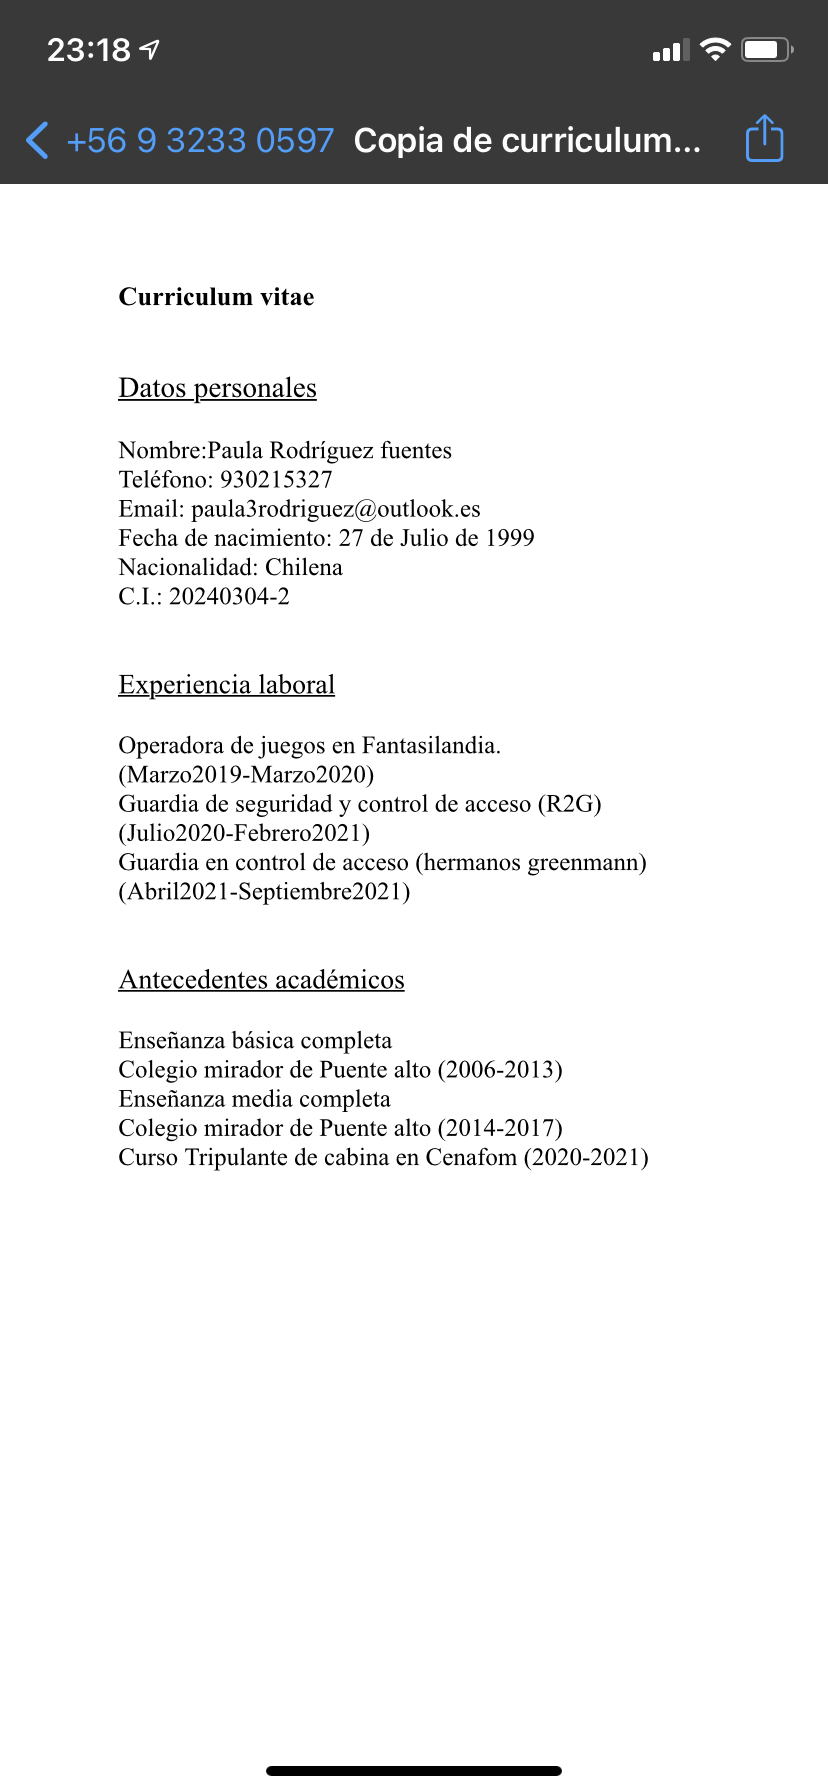 23:18
+56 9 3233 0597 Copia de curriculum...
Curriculum vitae
Datos personales
Nombre:Paula Rodríguez fuentes
Teléfono: 930215327
Email: paula3rodriguez@outlook.es
Fecha de nacimiento: 27 de Julio de 1999
Nacionalidad: Chilena
C.I.: 20240304-2
Experiencia laboral
Operadora de juegos en Fantasilandia.
(Marzo2019-Marzo2020)
Guardia de seguridad y control de acceso (R2G)
(Julio2020-Febrero2021)
Guardia en control de acceso (hermanos greenmann)
(Abril2021-Septiembre2021)
Antecedentes académicos
Enseñanza básica completa
Colegio mirador de Puente alto (2006-2013)
Enseñanza media completa
Colegio mirador de Puente alto (2014-2017)
Curso Tripulante de cabina en Cenafom (2020-2021)